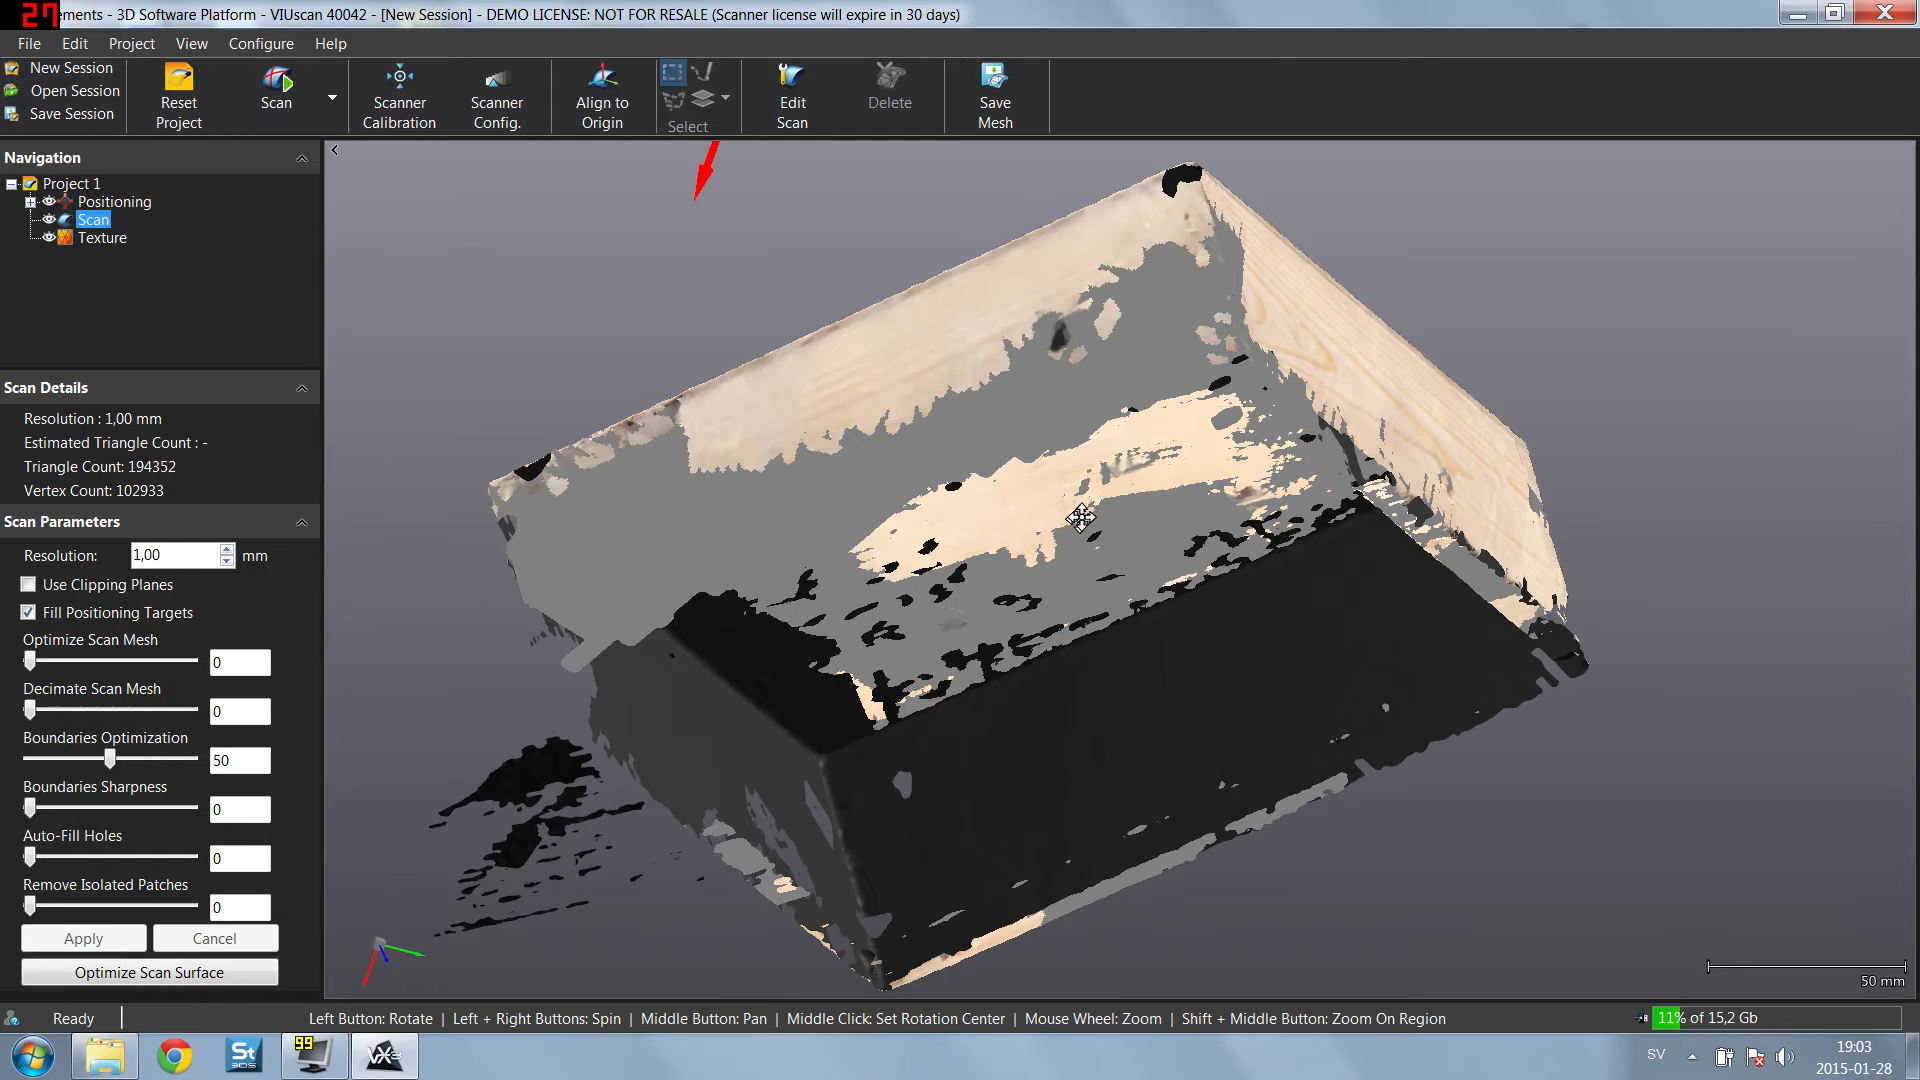 27
ements - 3D Software Platform - VIUscan 40042 - [New Session] - DEMO LICENSE: NOT FOR RESALE (Scanner license will expire in 30 days)
File Edit Project View Configure Help
New Session
Open Session
Save Session
Reset Project
Scan
Scanner Calibration
Scanner Config.
Align to Origin
Select
Edit Scan
Delete
Save Mesh
Navigation
Project 1
Positioning
Scan
Texture
Scan Details
Resolution : 1,00 mm
Estimated Triangle Count : -
Triangle Count: 194352
Vertex Count: 102933
Scan Parameters
Resolution: 1,00 mm
Use Clipping Planes
Fill Positioning Targets
Optimize Scan Mesh
0
Decimate Scan Mesh
0
Boundaries Optimization
50
Boundaries Sharpness
0
Auto-Fill Holes
0
Remove Isolated Patches
0
Apply Cancel
Optimize Scan Surface
50 mm
Ready
Left Button: Rotate | Left + Right Buttons: Spin | Middle Button: Pan | Middle Click: Set Rotation Center | Mouse Wheel: Zoom | Shift + Middle Button: Zoom On Region
11% of 15,2 Gb
St
3DS
99
VX
SV
19:03
2015-01-28